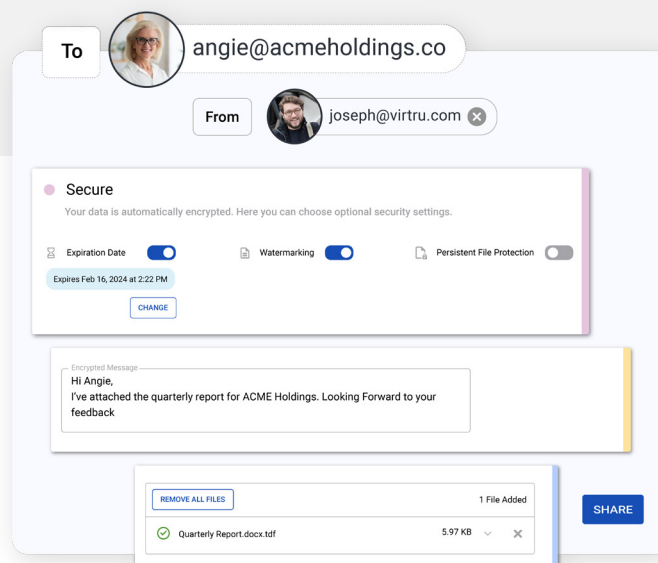 To
angie@acmeholdings.co
From
joseph@virtru.com
Secure
Your data is automatically encrypted. Here you can choose optional security settings.
Expiration Date
Watermarking
Persistent File Protection
Expires Feb 16, 2024 at 2:22 PM
CHANGE
Encrypted Message
Hi Angie,
I've attached the quarterly report for ACME Holdings. Looking Forward to your
feedback
REMOVE ALL FILES
1 File Added
Quarterly Report.docx.tdf
5.97 KB
SHARE